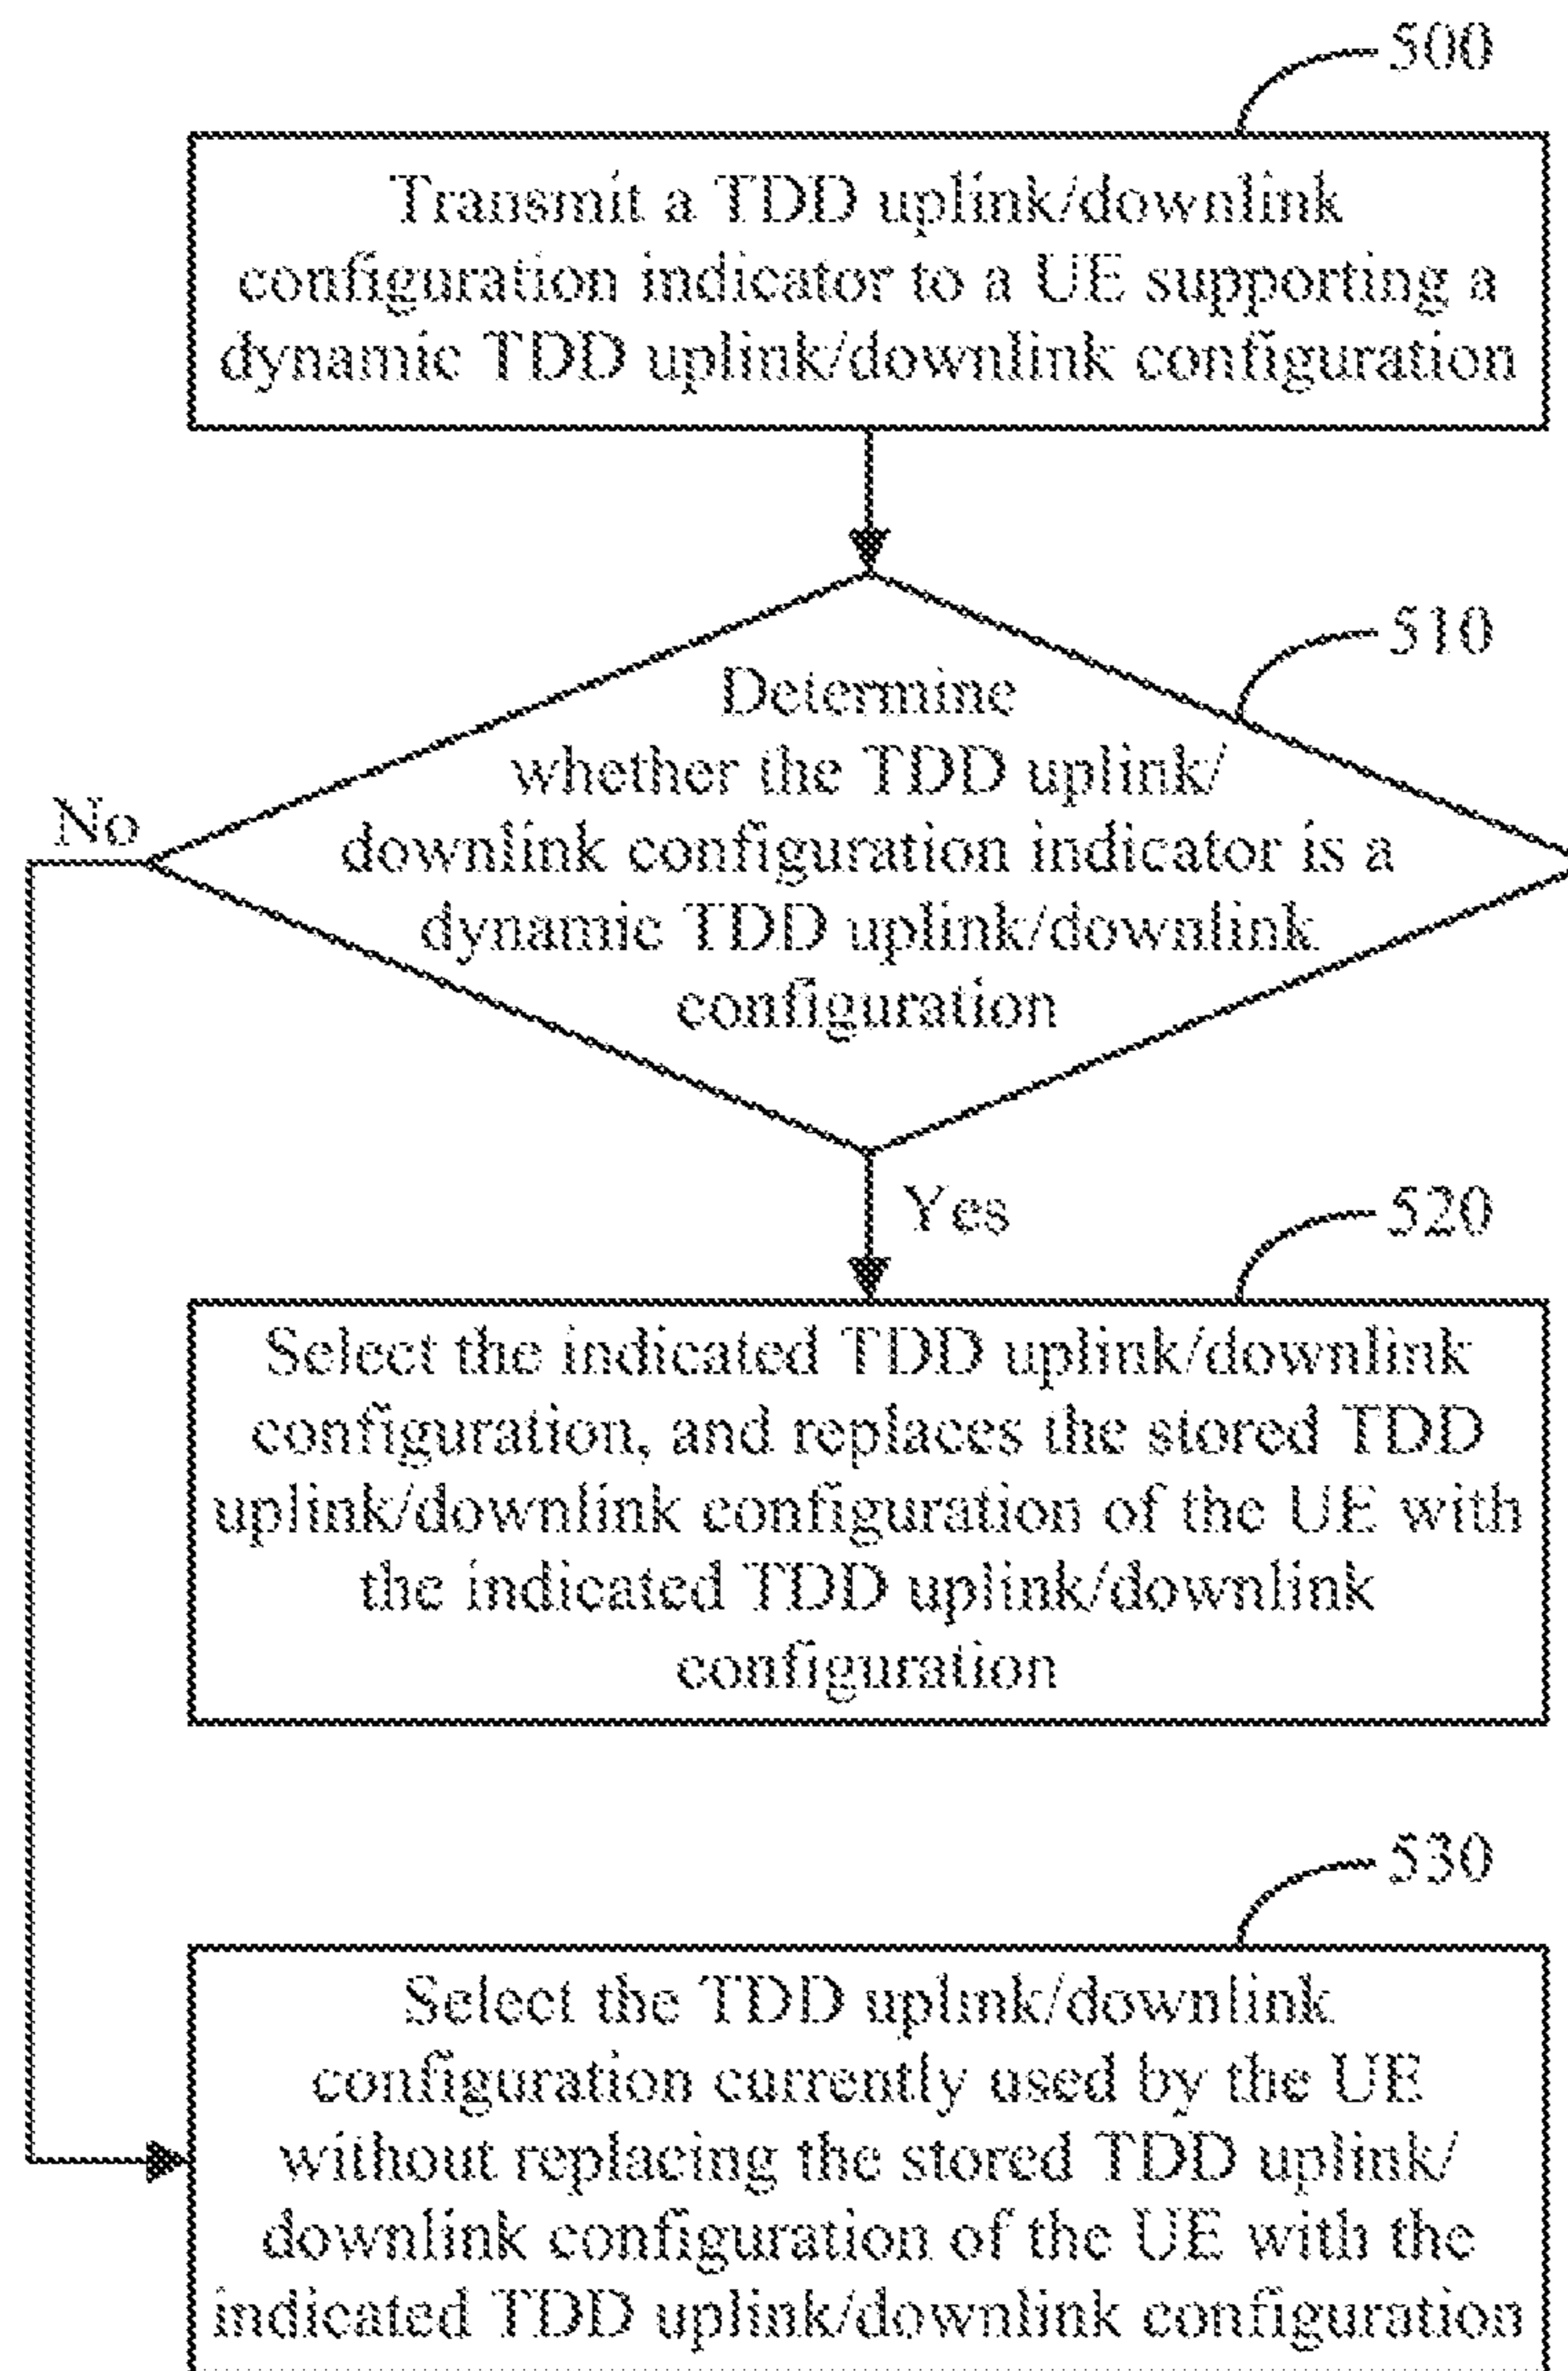 500
Transmit a TDD uplink/downlink
configuration indicator to a UE supporting a
dynamic TDD uplink/downlink configuration
510
Determine
whether the TDD uplink/
downlink configuration indicator is a
dynamic TDD uplink/downlink
configuration
No
Yes
520
Select the indicated TDD uplink/downlink
configuration, and replaces the stored TDD
uplink/downlink configuration of the UE with
the indicated TDD uplink/downlink
configuration
530
Select the TDD uplink/downlink
configuration currently used by the UE
without replacing the stored TDD uplink/
downlink configuration of the UE with the
indicated TDD uplink/downlink configuration